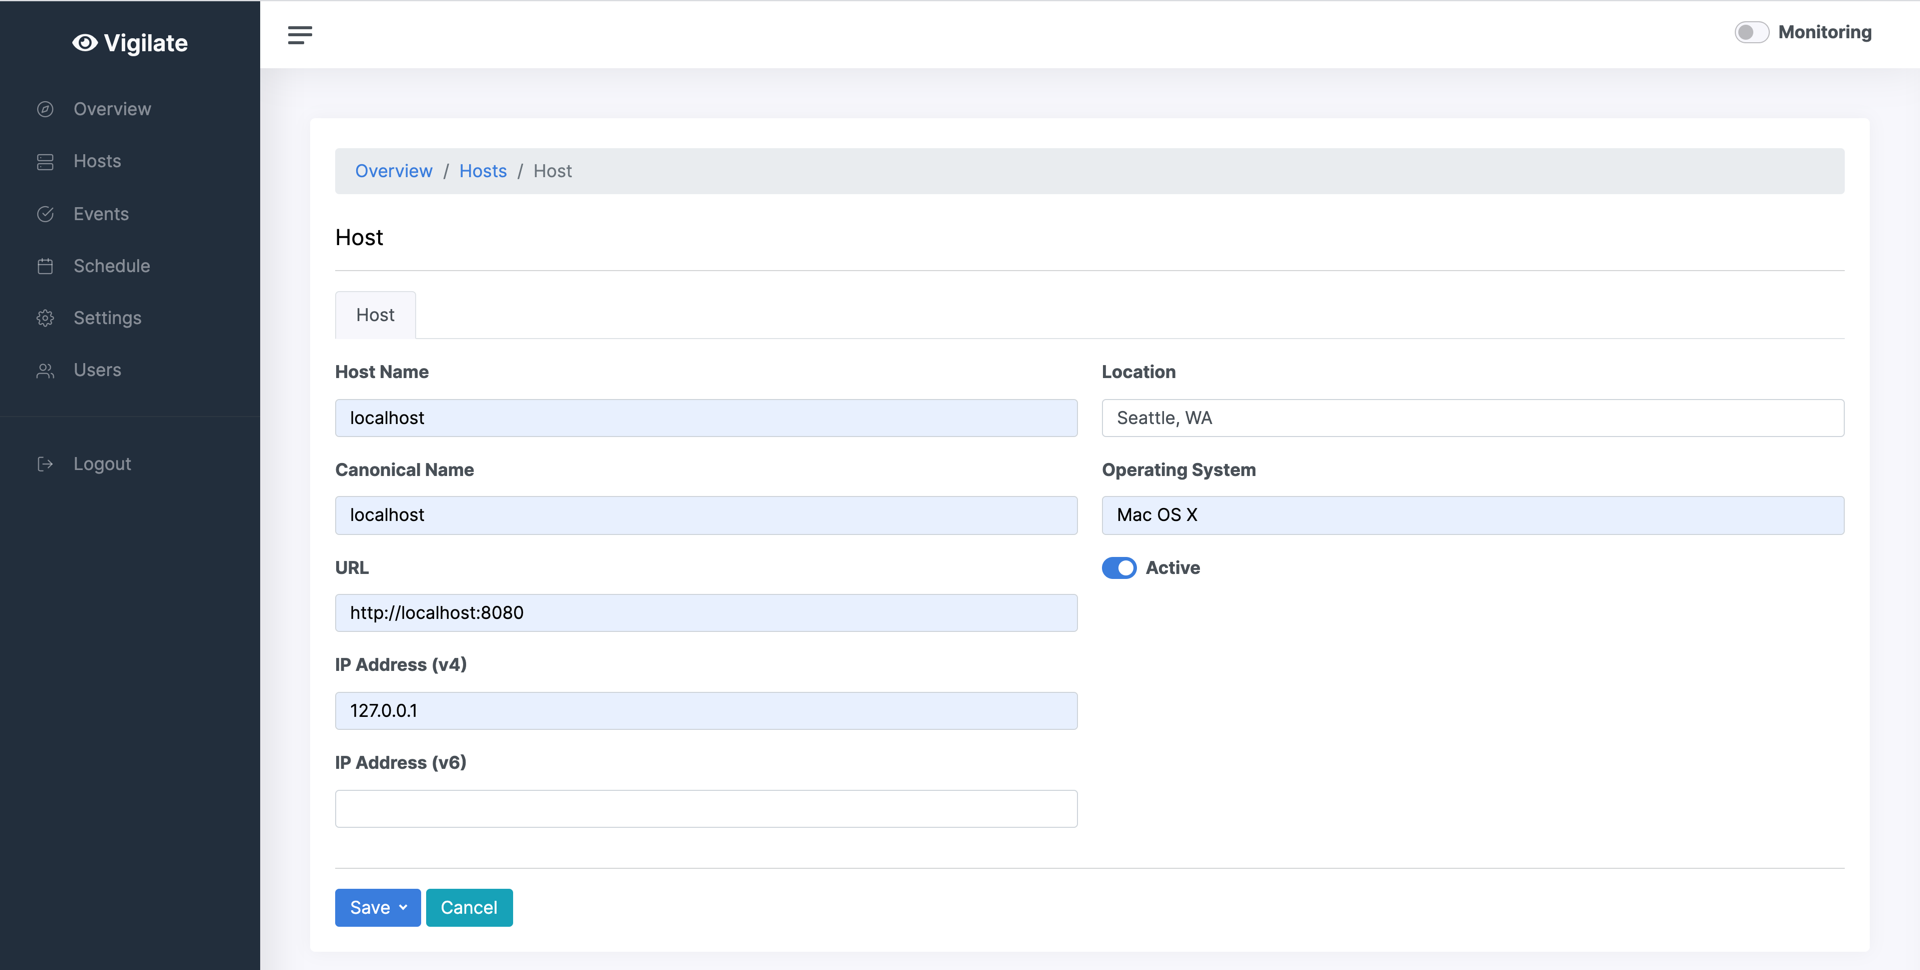 Vigilate
Monitoring
Overview
Hosts
Events
Schedule
Settings
Users
Logout
Overview / Hosts / Host
Host
Host
Host Name
localhost
Canonical Name
localhost
URL
http://localhost:8080
IP Address (v4)
127.0.0.1
IP Address (v6)
Location
Seattle, WA
Operating System
Mac OS X
Active
Save
Cancel